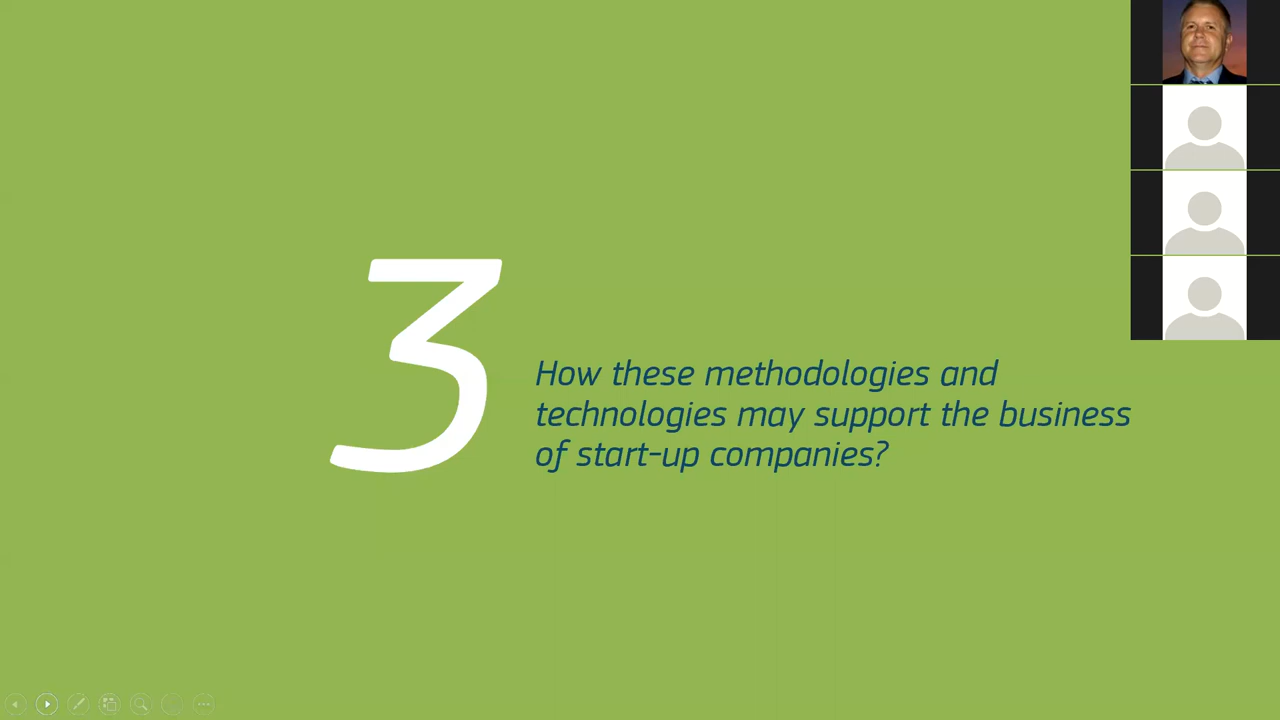 3
How these methodologies and
technologies may support the business
of start-up companies?